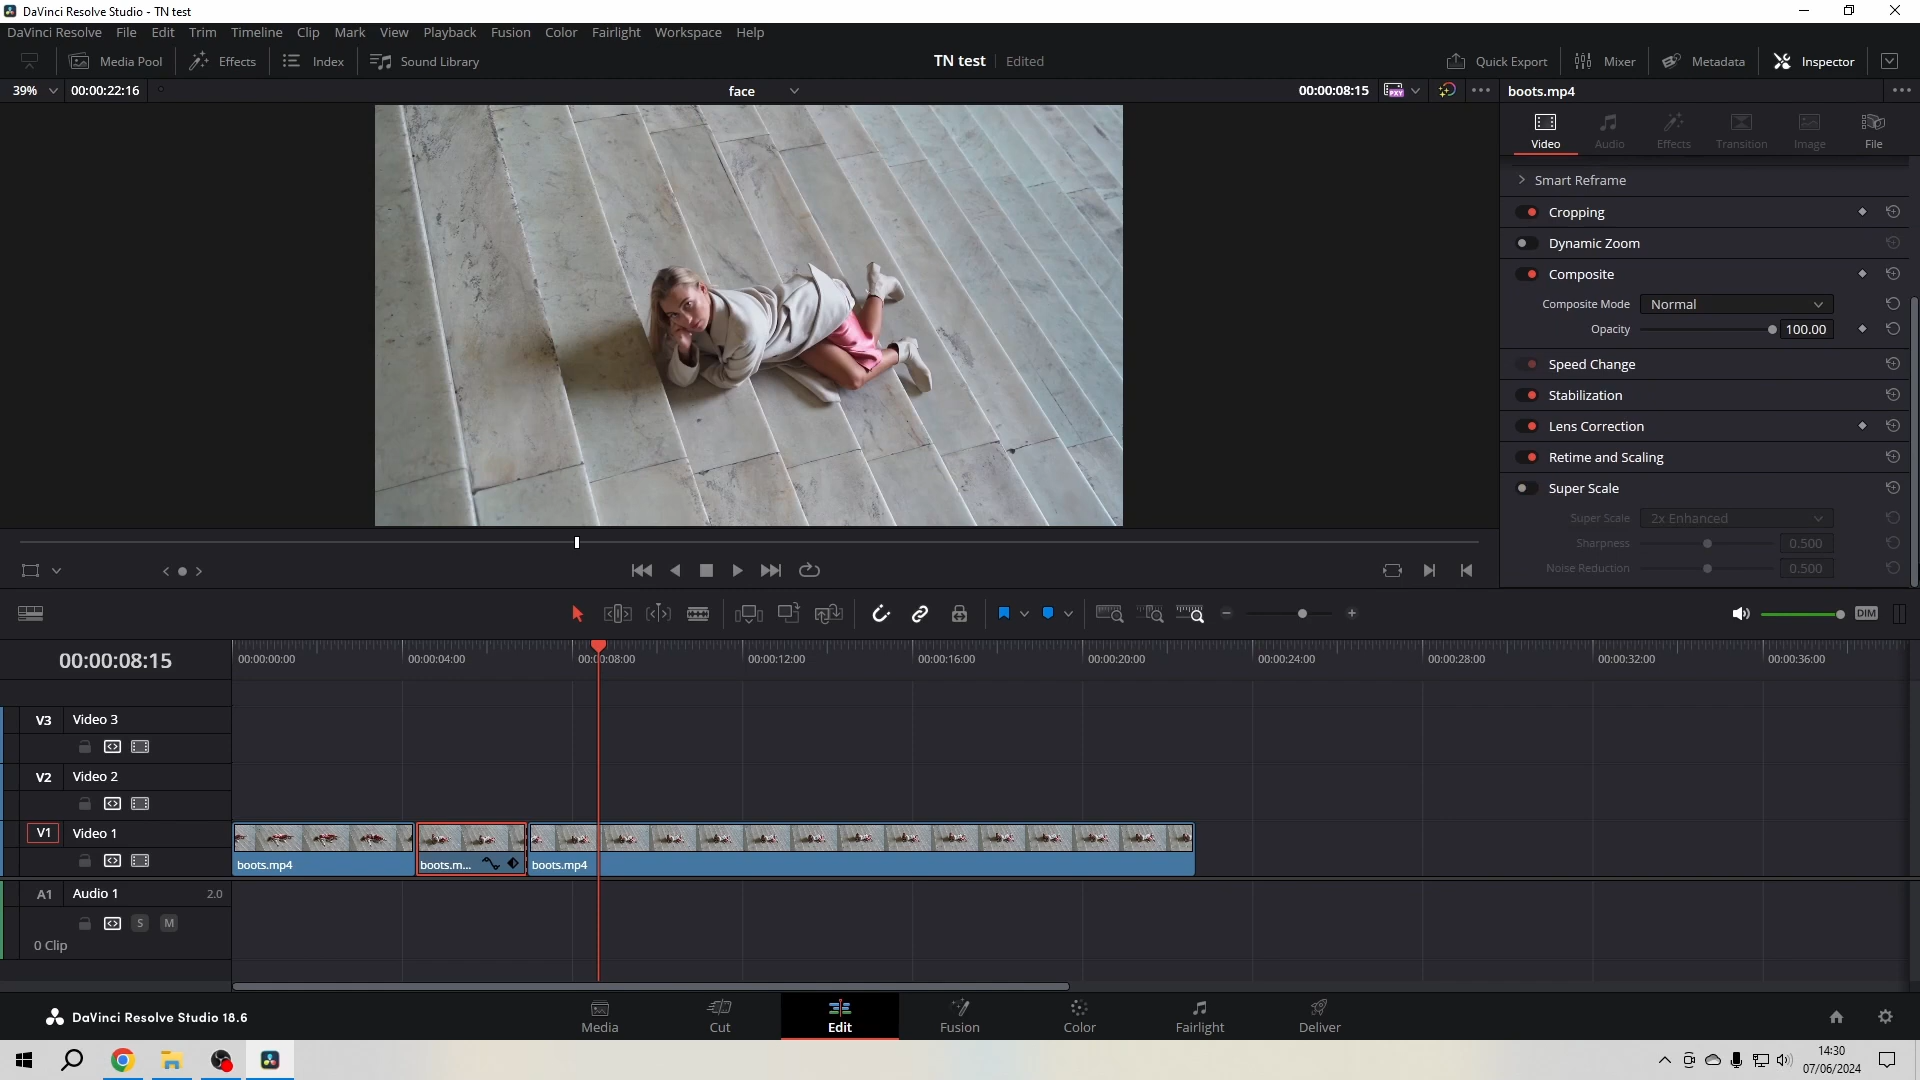 DaVinci Resolve Studio - TN test
DaVinci Resolve File Edit Trim Timeline Clip Mark View Playback Fusion Color Fairlight Workspace Help
Media Pool Effects Index Sound Library TN test Edited Quick Export Mixer Metadata Inspector
39% 00:00:22:16 face 00:00:08:15 PXY boots.mp4
Video Audio Effects Transition Image File
Smart Reframe
Cropping
Dynamic Zoom
Composite
Composite Mode Normal
Opacity 100.00
Speed Change
Stabilization
Lens Correction
Retime and Scaling
Super Scale
Super Scale 2x Enhanced
Sharpness 0.500
Noise Reduction 0.500
DIM
00:00:08:15 00:00:00:00 00:00:04:00 00:00:08:00 00:00:12:00 00:00:16:00 00:00:20:00 00:00:24:00 00:00:28:00 00:00:32:00 00:00:36:00
V3 Video 3
V2 Video 2
V1 Video 1
boots.mp4 boots.m... boots.mp4
A1 Audio 1 2.0
S M
0 Clip
DaVinci Resolve Studio 18.6 Media Cut Edit Fusion Color Fairlight Deliver
14:30
07/06/2024